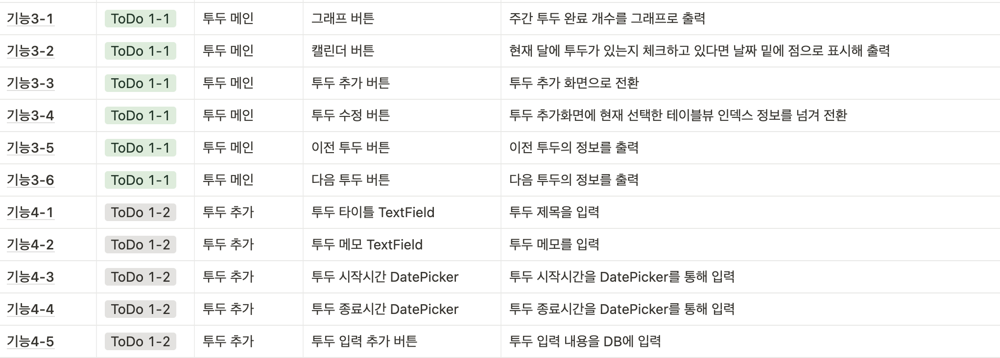 기능3-1 ToDo 1-1 투두 메인 그래프 버튼 주간 투두 완료 개수를 그래프로 출력
기능3-2 ToDo 1-1 투두 메인 캘린더 버튼 현재 달에 투두가 있는지 체크하고 있다면 날짜 밑에 점으로 표시해 출력
기능3-3 ToDo 1-1 투두 메인 투두 추가 버튼 투두 추가 화면으로 전환
기능3-4 ToDo 1-1 투두 메인 투두 수정 버튼 투두 추가화면에 현재 선택한 테이블뷰 인덱스 정보를 넘겨 전환
기능3-5 ToDo 1-1 투두 메인 이전 투두 버튼 이전 투두의 정보를 출력
기능3-6 ToDo 1-1 투두 메인 다음 투두 버튼 다음 투두의 정보를 출력
기능4-1 ToDo 1-2 투두 추가 투두 타이틀 TextField 투두 제목을 입력
기능4-2 ToDo 1-2 투두 추가 투두 메모 TextField 투두 메모를 입력
기능4-3 ToDo 1-2 투두 추가 투두 시작시간 DatePicker 투두 시작시간을 DatePicker를 통해 입력
기능4-4 ToDo 1-2 투두 추가 투두 종료시간 DatePicker 투두 종료시간을 DatePicker를 통해 입력
기능4-5 ToDo 1-2 투두 추가 투두 입력 추가 버튼 투두 입력 내용을 DB에 입력